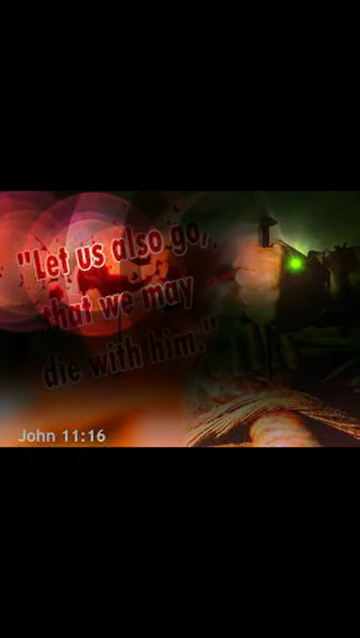 "Let us also go,
that we may
die with him."
John 11:16